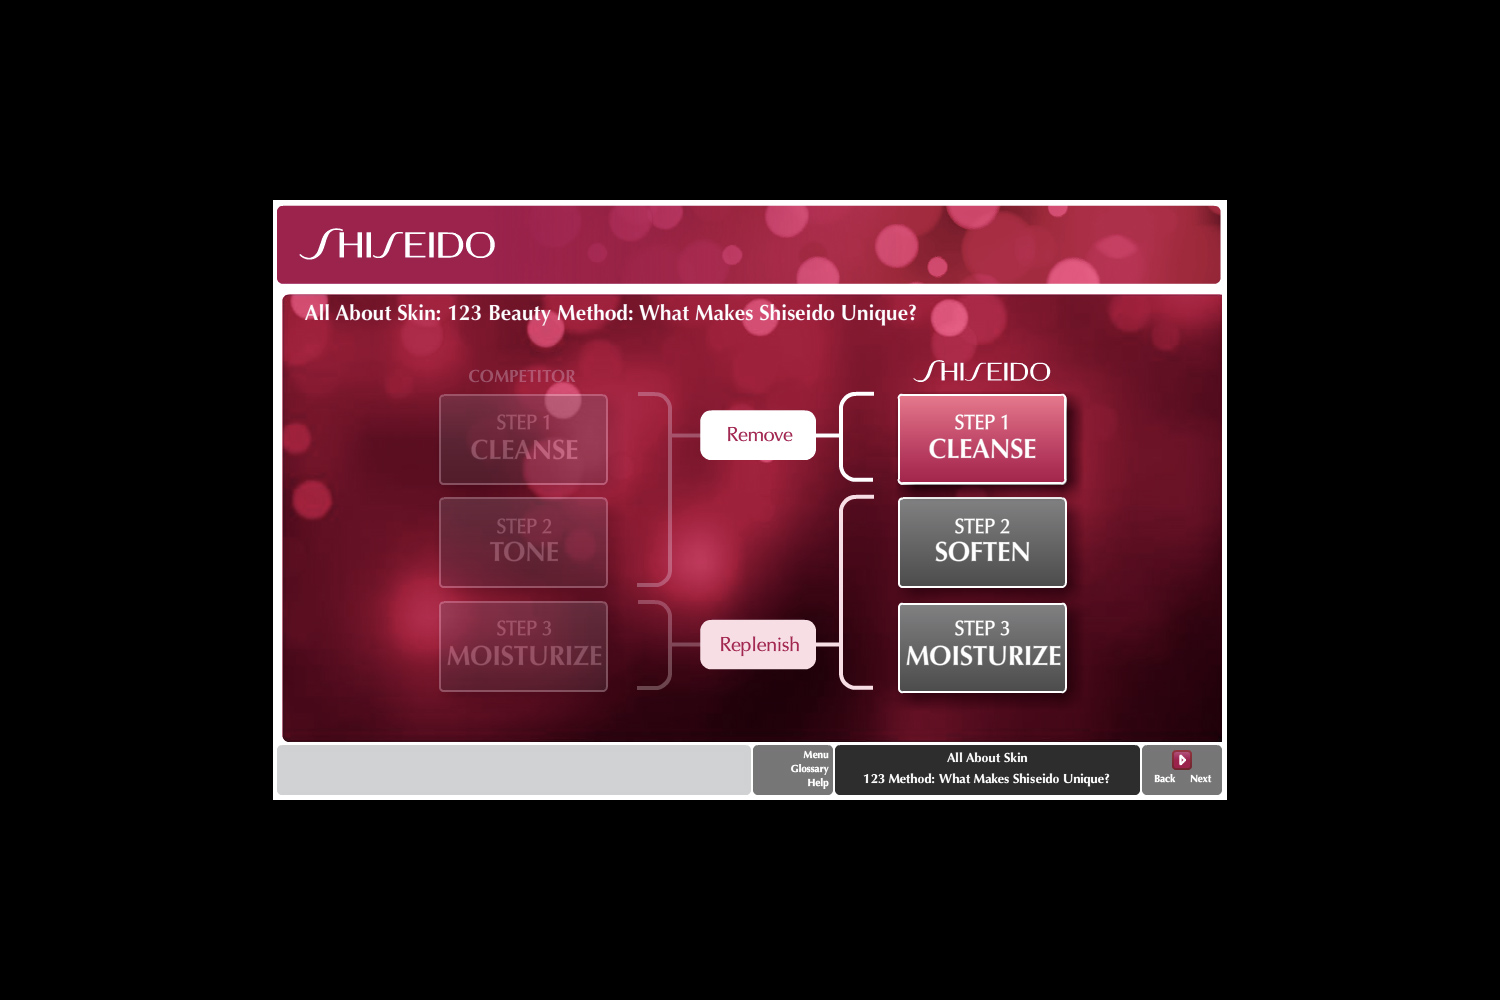 SHISEIDO
All About Skin: 123 Beauty Method: What Makes Shiseido Unique?
COMPETITOR
STEP 1
CLEANSE
STEP 2
TONE
STEP 3
MOISTURIZE
Remove
Replenish
SHISEIDO
STEP 1
CLEANSE
STEP 2
SOFTEN
STEP 3
MOISTURIZE
Menu
Glossary
Help
All About Skin
123 Method: What Makes Shiseido Unique?
Back Next